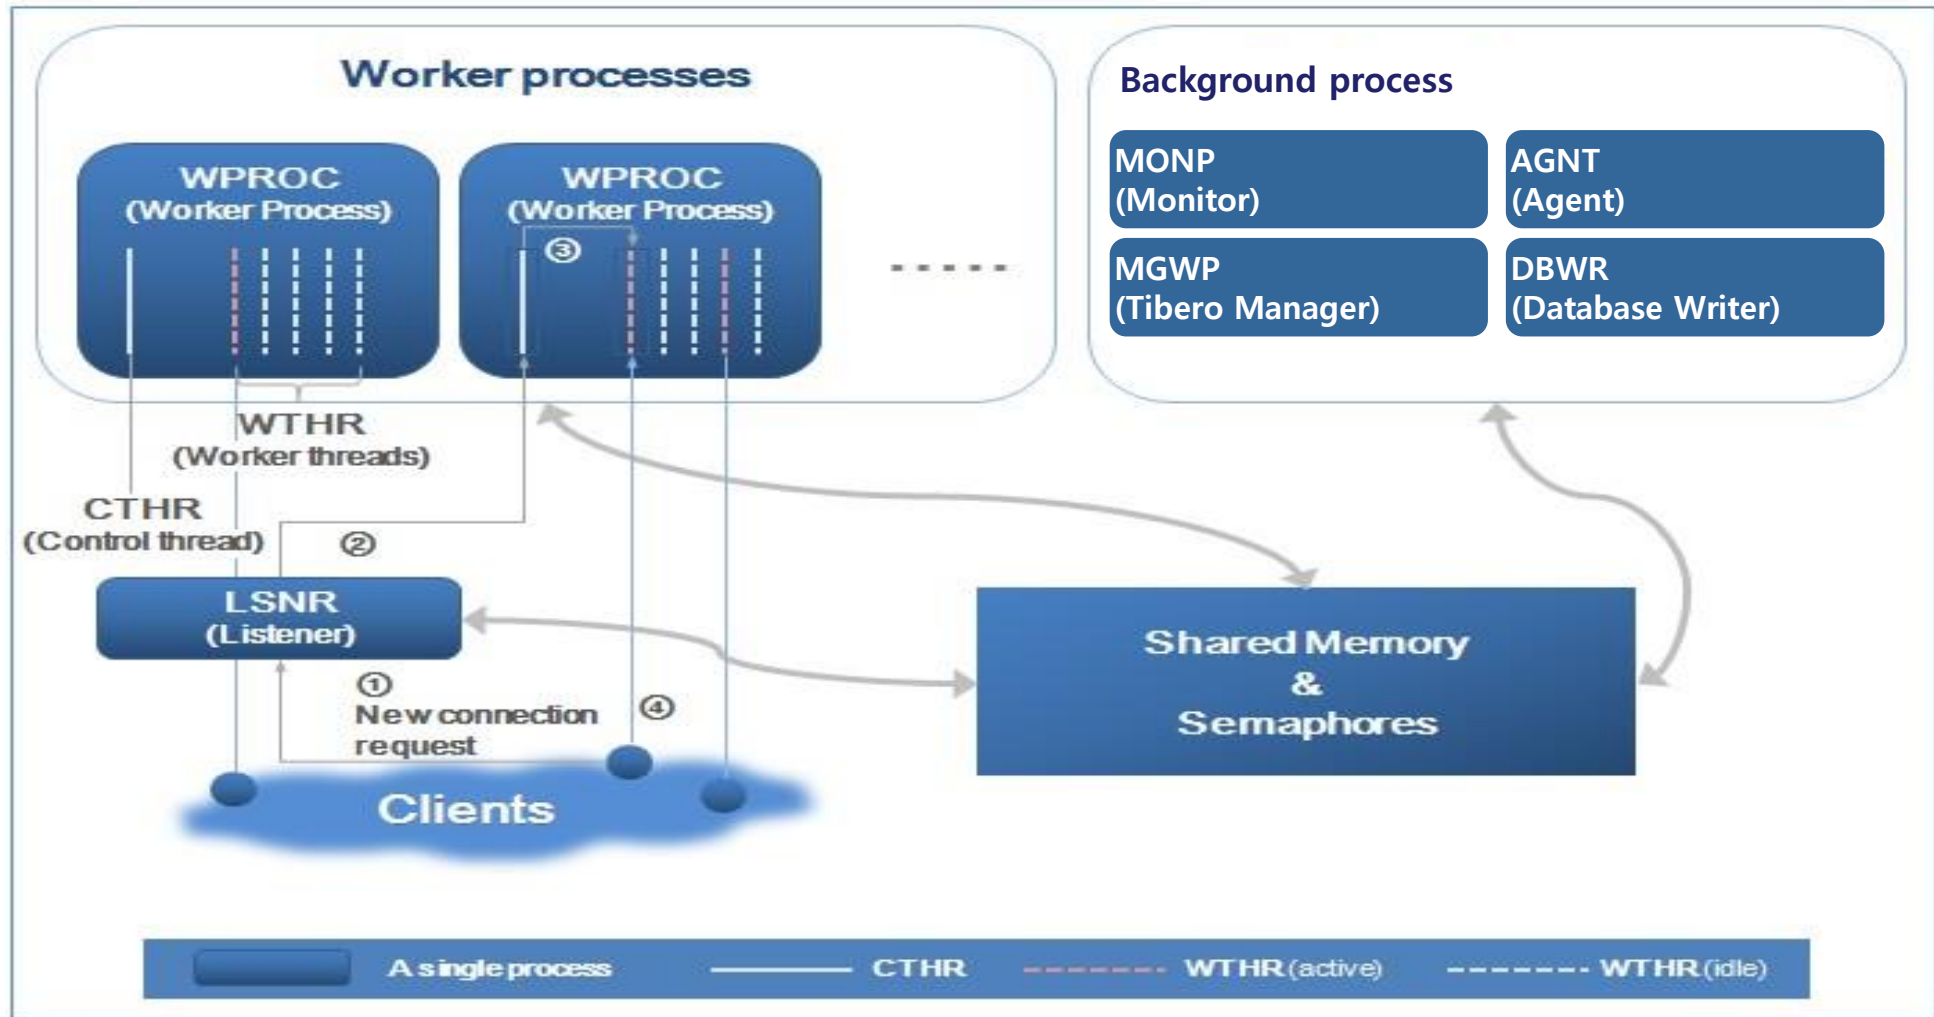 Worker processes
WPROC
(Worker Process)
WPROC
(Worker Process)
③
WTHR
(Worker threads)
CTHR
(Control thread)
②
LSNR
(Listener)
①
New connection
request
④
Clients
Background process
MONP
(Monitor)
AGNT
(Agent)
MGWP
(Tibero Manager)
DBWR
(Database Writer)
Shared Memory
&
Semaphores
A single process
CTHR
WTHR (active)
WTHR (idle)